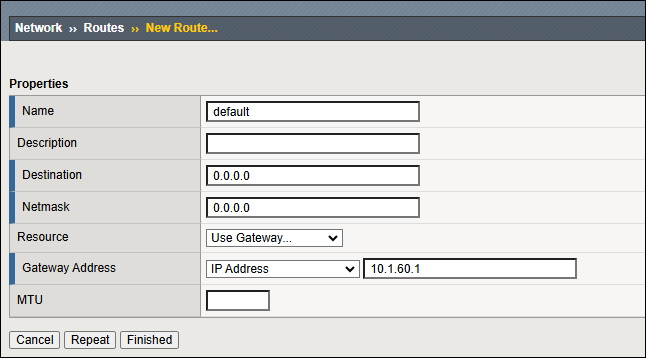 Network ›› Routes ›› New Route...
Properties
Name default
Description
Destination 0.0.0.0
Netmask 0.0.0.0
Resource Use Gateway...
Gateway Address IP Address 10.1.60.1
MTU
Cancel Repeat Finished